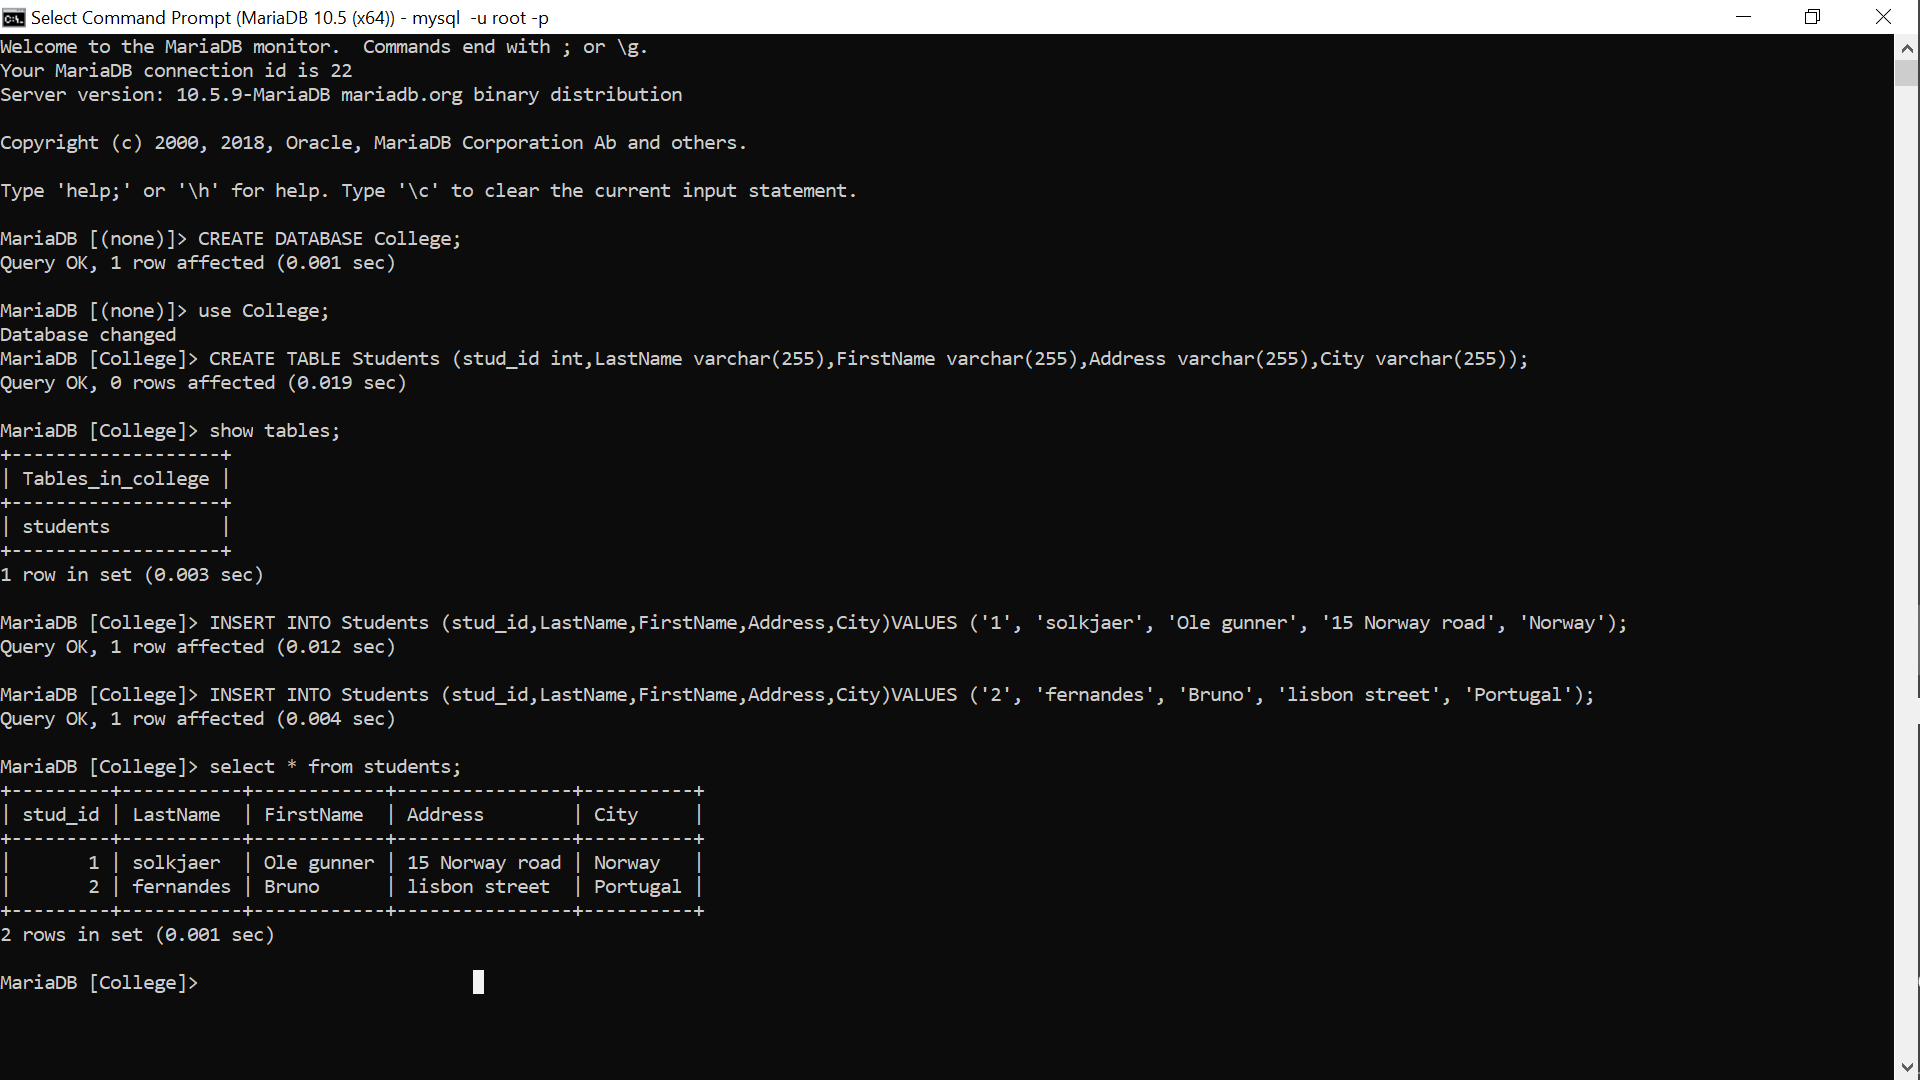 Select Command Prompt (MariaDB 10.5 (x64)) - mysql  -u root -p
Welcome to the MariaDB monitor.  Commands end with ; or \g.
Your MariaDB connection id is 22
Server version: 10.5.9-MariaDB mariadb.org binary distribution

Copyright (c) 2000, 2018, Oracle, MariaDB Corporation Ab and others.

Type 'help;' or '\h' for help. Type '\c' to clear the current input statement.

MariaDB [(none)]> CREATE DATABASE College;
Query OK, 1 row affected (0.001 sec)

MariaDB [(none)]> use College;
Database changed
MariaDB [College]> CREATE TABLE Students (stud_id int,LastName varchar(255),FirstName varchar(255),Address varchar(255),City varchar(255));
Query OK, 0 rows affected (0.019 sec)

MariaDB [College]> show tables;
+-------------------+
| Tables_in_college |
+-------------------+
| students          |
+-------------------+
1 row in set (0.003 sec)

MariaDB [College]> INSERT INTO Students (stud_id,LastName,FirstName,Address,City)VALUES ('1', 'solkjaer', 'Ole gunner', '15 Norway road', 'Norway');
Query OK, 1 row affected (0.012 sec)

MariaDB [College]> INSERT INTO Students (stud_id,LastName,FirstName,Address,City)VALUES ('2', 'fernandes', 'Bruno', 'lisbon street', 'Portugal');
Query OK, 1 row affected (0.004 sec)

MariaDB [College]> select * from students;
+---------+-----------+------------+----------------+----------+
| stud_id | LastName  | FirstName  | Address        | City     |
+---------+-----------+------------+----------------+----------+
|       1 | solkjaer  | Ole gunner | 15 Norway road | Norway   |
|       2 | fernandes | Bruno      | lisbon street  | Portugal |
+---------+-----------+------------+----------------+----------+
2 rows in set (0.001 sec)

MariaDB [College]>